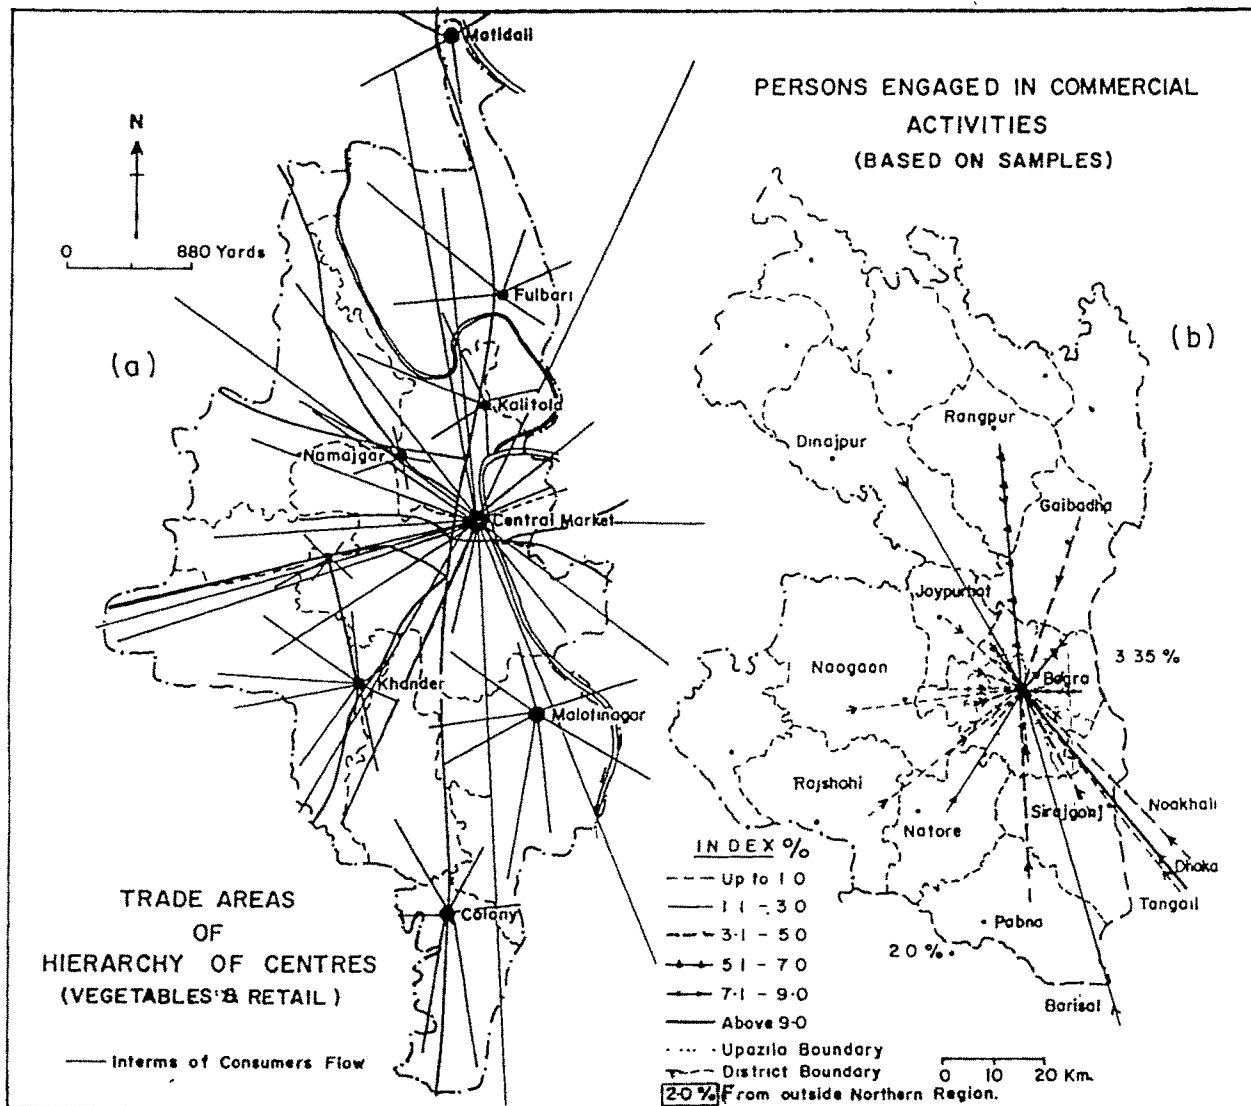 Matidali
N
0 880 Yards
Fulbari
(a)
Kalitola
Namajgar
Central Market
Khander
Malotinagar
Colony
TRADE AREAS
OF
HIERARCHY OF CENTRES
(VEGETABLES & RETAIL)
Interms of Consumers Flow
PERSONS ENGAGED IN COMMERCIAL
ACTIVITIES
(BASED ON SAMPLES)
(b)
Rangpur
Dinajpur
Gaibadha
Joypurhat
3 35 %
Naogaon
Bogra
Rajshahi
Natore
Sirajganj
Noakhali
Dhaka
Tangail
Pabna
2 0 %
Barisal
INDEX %
Up to 1 0
1 1 - 3 0
3·1 - 5 0
5 1 - 7 0
7·1 - 9·0
Above 9·0
Upazila Boundary
District Boundary
2·0 % From outside Northern Region.
0 10 20 Km.